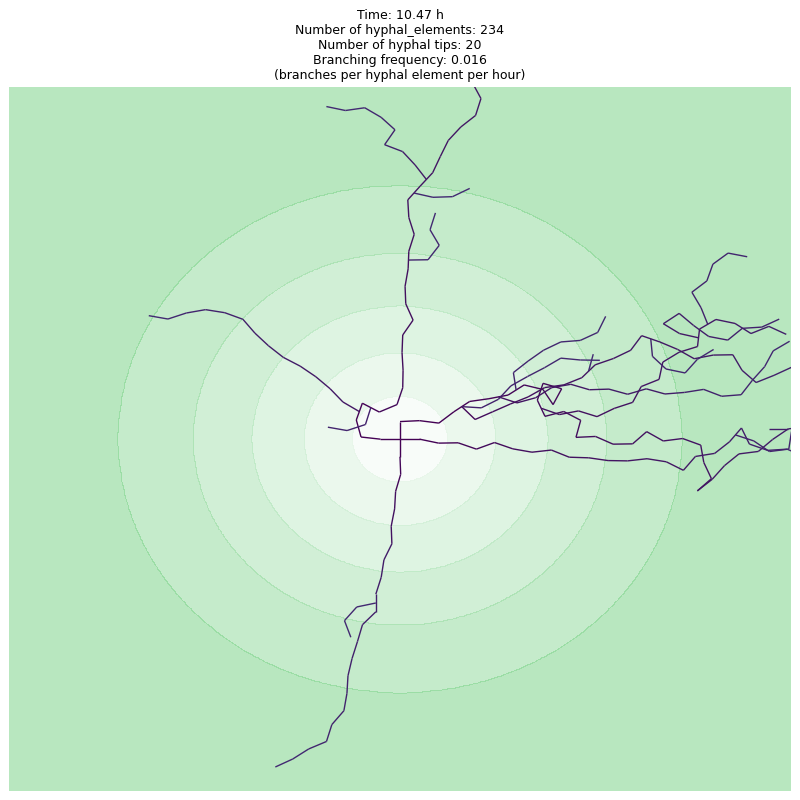 Time: 10.47 h
Number of hyphal_elements: 234
Number of hyphal tips: 20
Branching frequency: 0.016
(branches per hyphal element per hour)